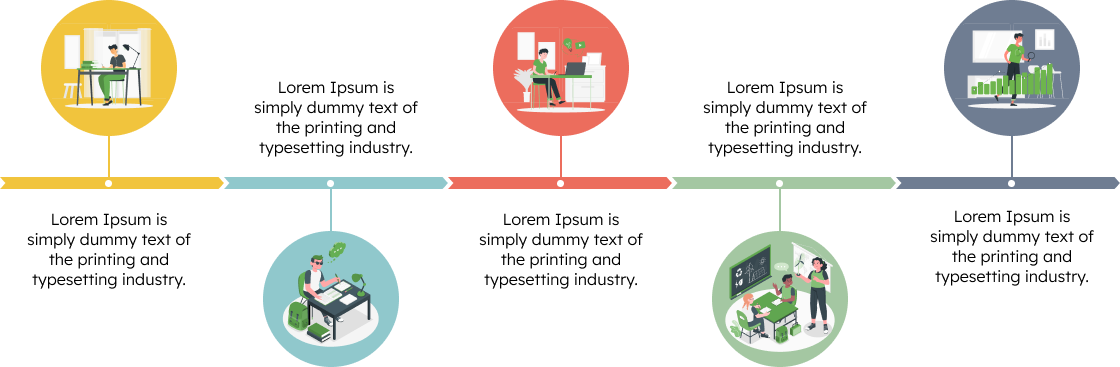 Lorem Ipsum is
simply dummy text of
the printing and
typesetting industry.
Lorem Ipsum is
simply dummy text of
the printing and
typesetting industry.
Lorem Ipsum is
simply dummy text of
the printing and
typesetting industry.
Lorem Ipsum is
simply dummy text of
the printing and
typesetting industry.
Lorem Ipsum is
simply dummy text of
the printing and
typesetting industry.